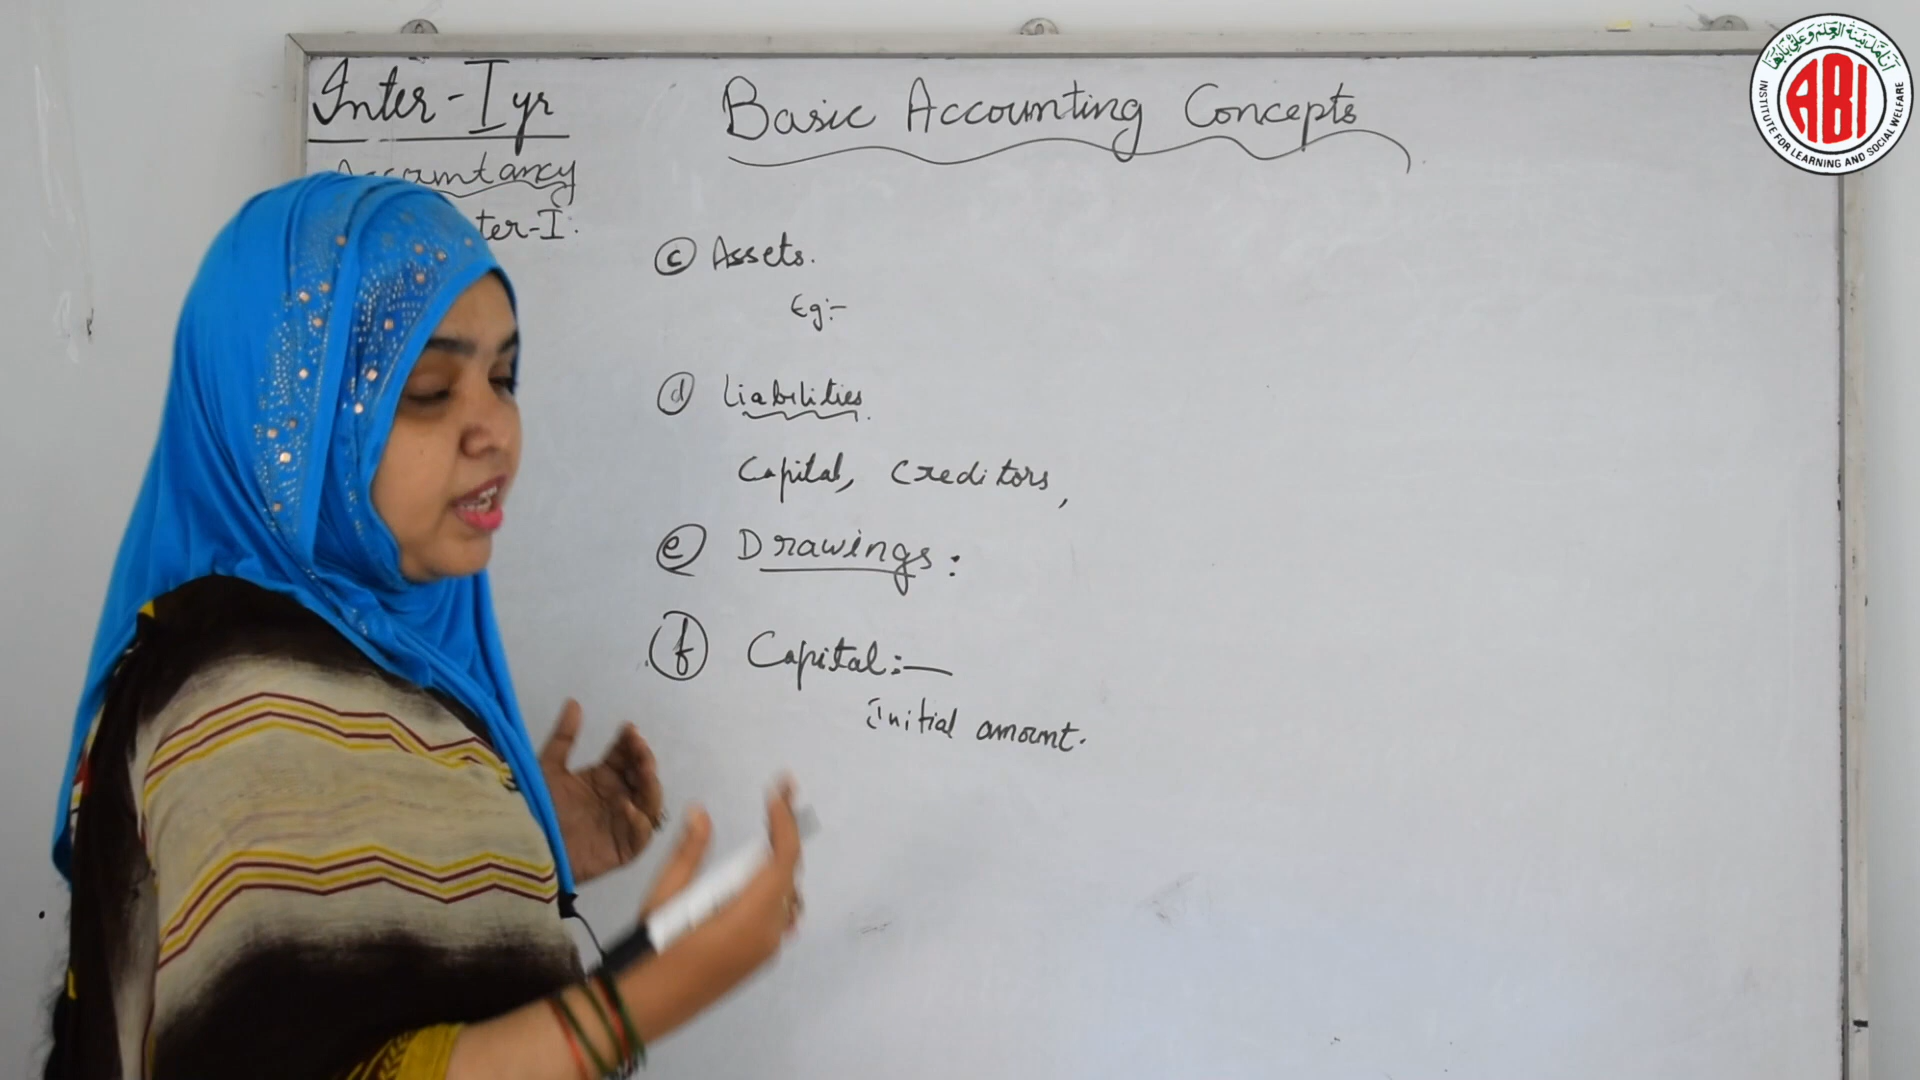 Inter-I yr
Accountancy
ter-I.
Basic Accounting Concepts
c Assets.
Eg:-
d Liabilities.
Capital, Creditors,
e Drawings:
f Capital:—
Initial amount.
ABI
INSTITUTE FOR LEARNING AND SOCIAL WELFARE